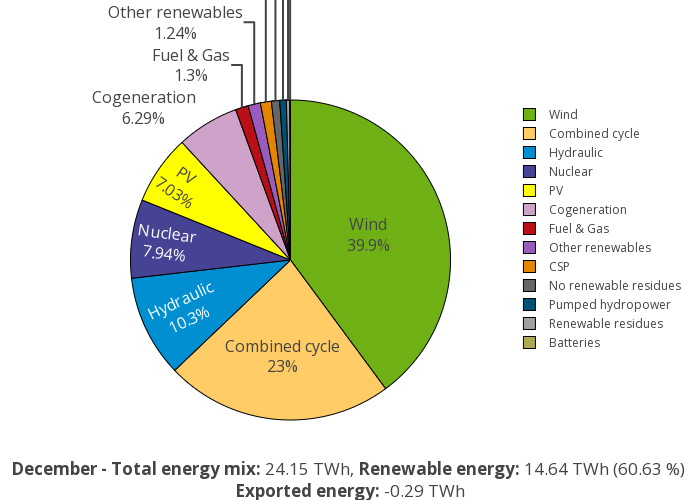 Other renewables
1.24%
Fuel & Gas
1.3%
Cogeneration
6.29%
PV
7.03%
Nuclear
7.94%
Hydraulic
10.3%
Wind
39.9%
Combined cycle
23%
Wind
Combined cycle
Hydraulic
Nuclear
PV
Cogeneration
Fuel & Gas
Other renewables
CSP
No renewable residues
Pumped hydropower
Renewable residues
Batteries
December - Total energy mix: 24.15 TWh, Renewable energy: 14.64 TWh (60.63 %)
Exported energy: -0.29 TWh